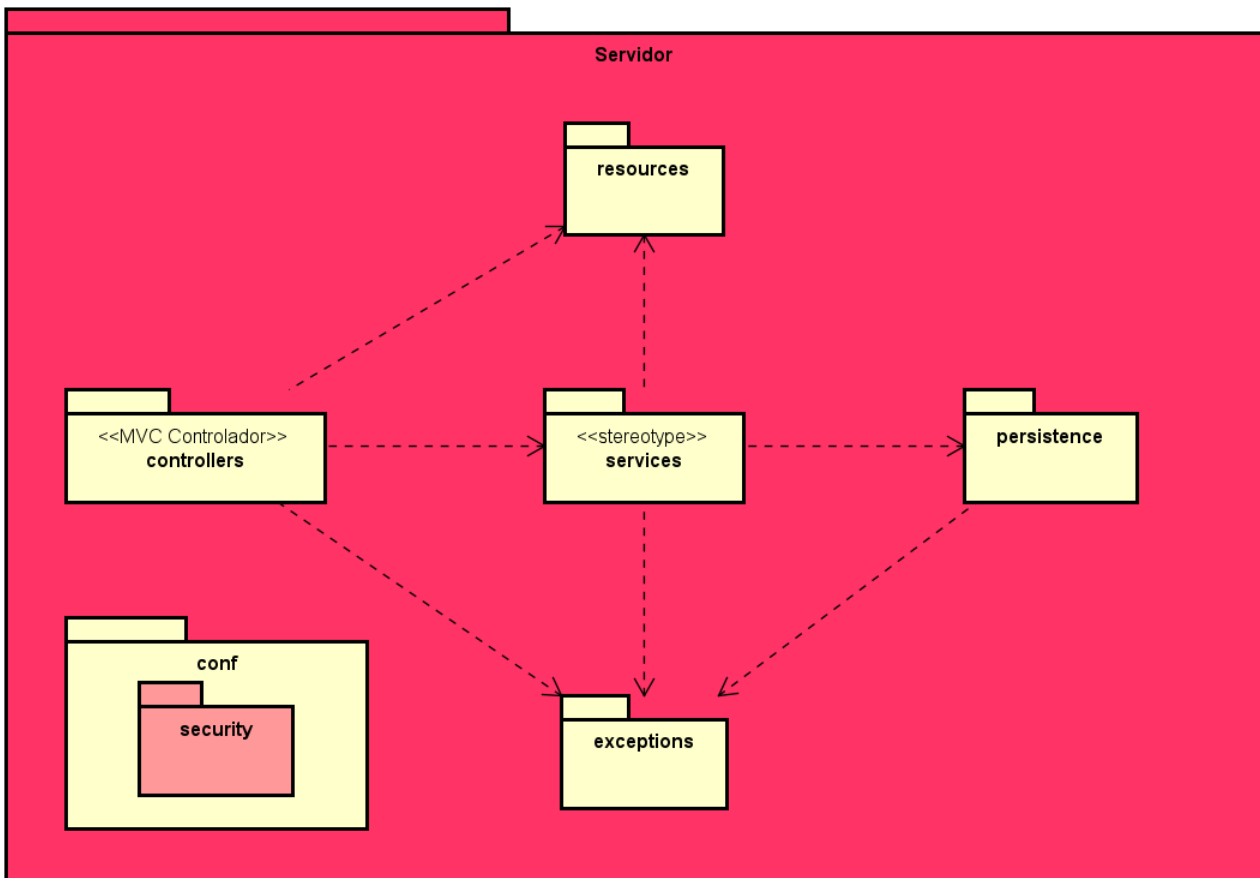 Servidor
resources
<<MVC Controlador>>
controllers
<<stereotype>>
services
persistence
conf
security
exceptions